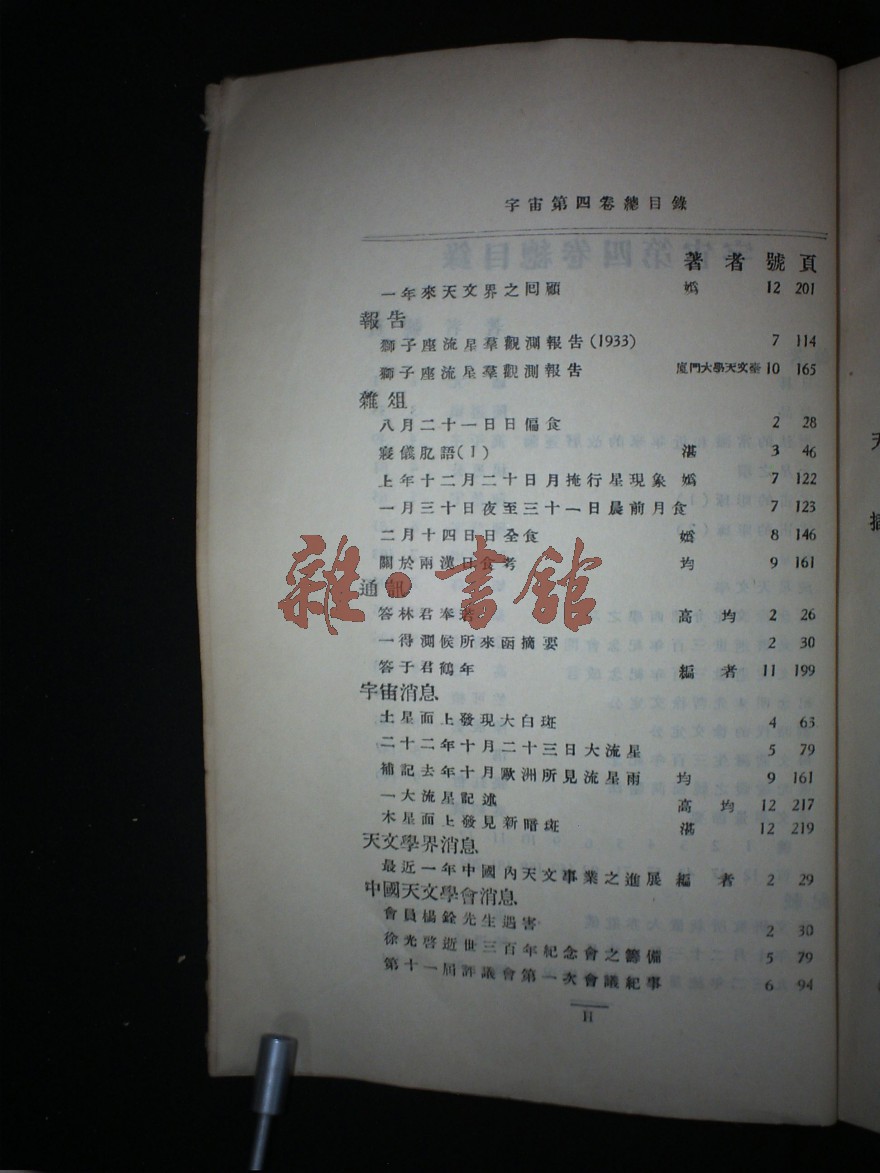 宇宙第四卷總目錄
著者 號 頁
一年來天文界之回顧 12 201
報告
獅子座流星羣觀測報告(1933) 7 114
獅子座流星羣觀測報告 廈門大學天文臺 10 165
雜俎
八月二十一日日偏食 2 28
儀 語(1) 湛 3 46
上年十二月二十日月掩行星現象 7 122
一月三十日夜至三十一日晨前月食 7 123
二月十四日日全食 8 146
關於兩漢日食考 均 9 161
通訊
答林君奉若 高均 2 26
一得測候所來函摘要 2 30
答于君鶴年 編者 11 199
宇宙消息
土星面上發現大白斑 4 63
二十二年十月二十三日大流星 5 79
補記去年十月歐洲所見流星雨 均 9 161
一大流星記述 高均 12 217
木星面上發見新暗斑 湛 12 219
天文學界消息
最近一年中國內天文事業之進展 編者 2 29
中國天文學會消息
會員楊銓先生遇害 2 30
徐光啓逝世三百年紀念會之籌備 5 79
第十一屆評議會第一次會議紀事 6 94
II
雜·書館